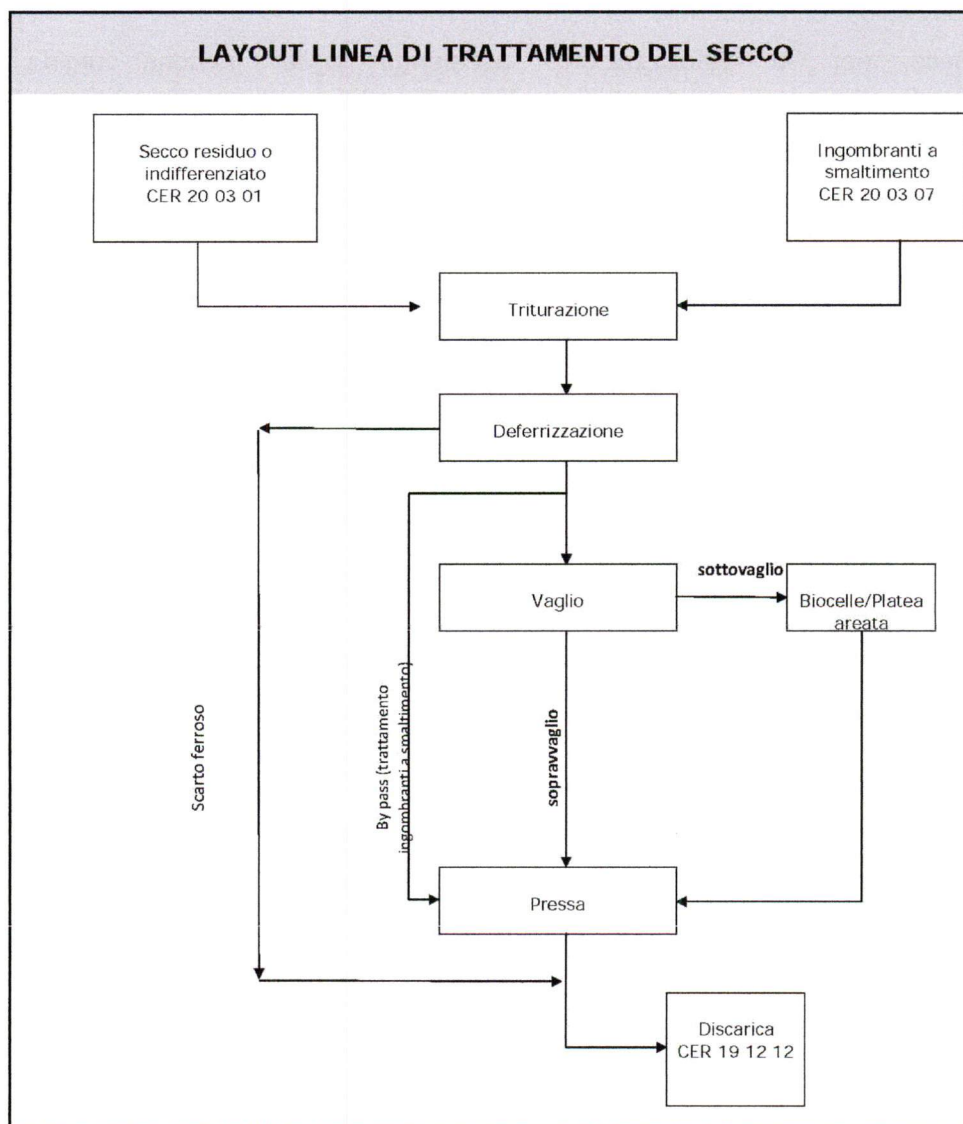 LAYOUT LINEA DI TRATTAMENTO DEL SECCO
Secco residuo o
indifferenziato
CER 20 03 01
Ingombranti a
smaltimento
CER 20 03 07
Triturazione
Deferrizzazione
sottovaglio
Vaglio
Biocelle/Platea
areata
Scarto ferroso
By pass (trattamento
ingombranti a smaltimento)
sopravvaglio
Pressa
Discarica
CER 19 12 12